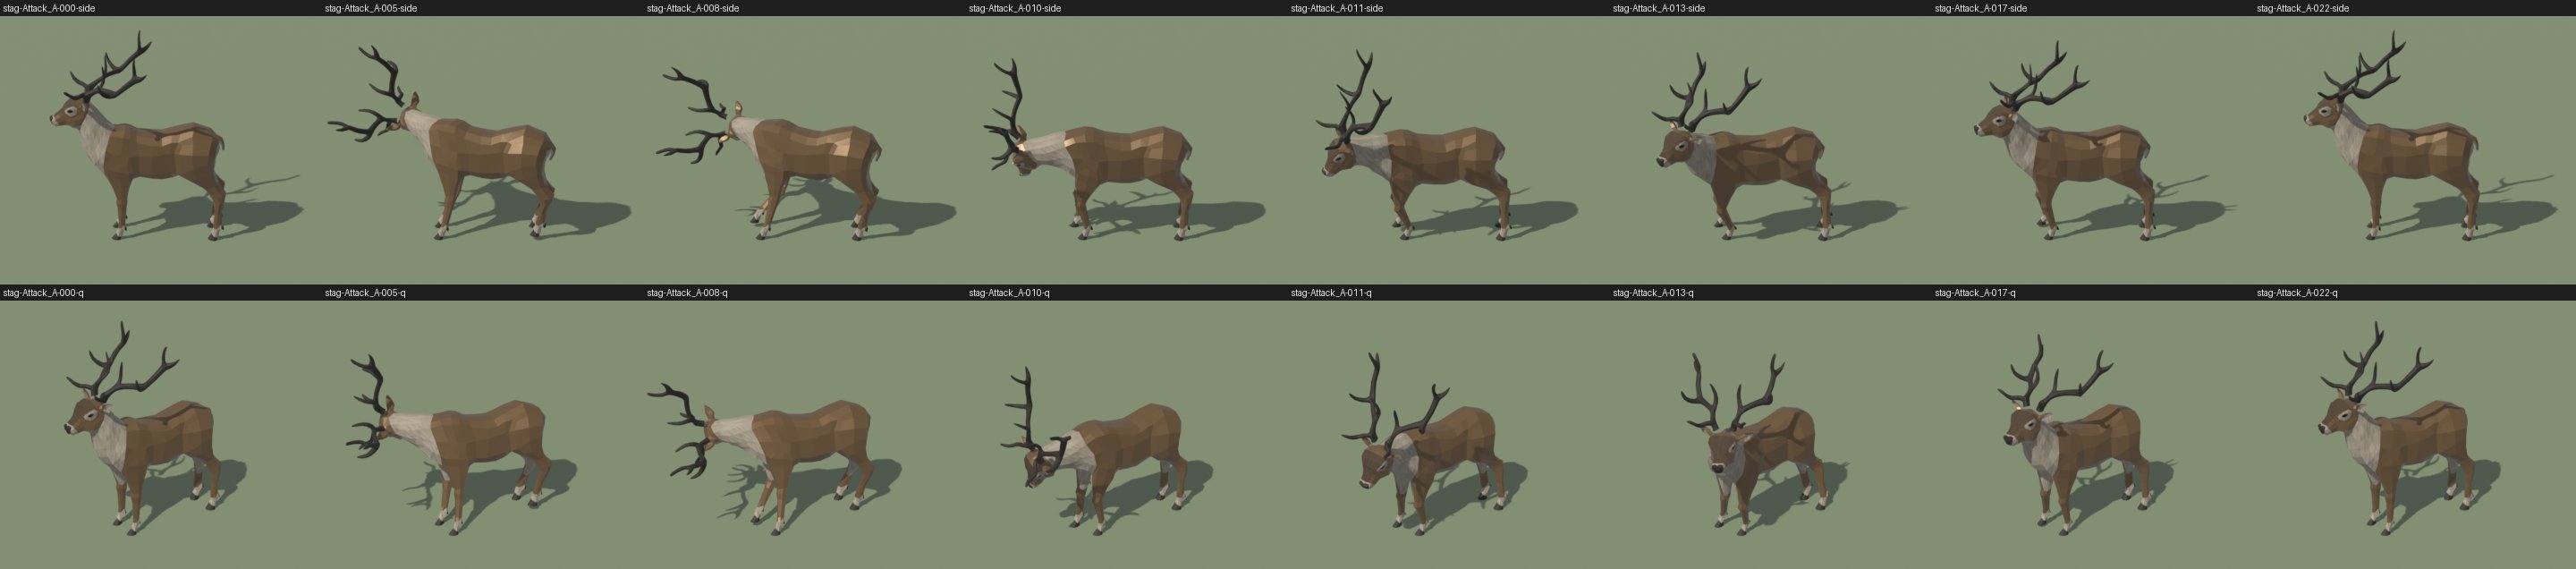 stag-Attack_A-000-side
stag-Attack_A-005-side
stag-Attack_A-008-side
stag-Attack_A-010-side
stag-Attack_A-011-side
stag-Attack_A-013-side
stag-Attack_A-017-side
stag-Attack_A-022-side
stag-Attack_A-000-q
stag-Attack_A-005-q
stag-Attack_A-008-q
stag-Attack_A-010-q
stag-Attack_A-011-q
stag-Attack_A-013-q
stag-Attack_A-017-q
stag-Attack_A-022-q